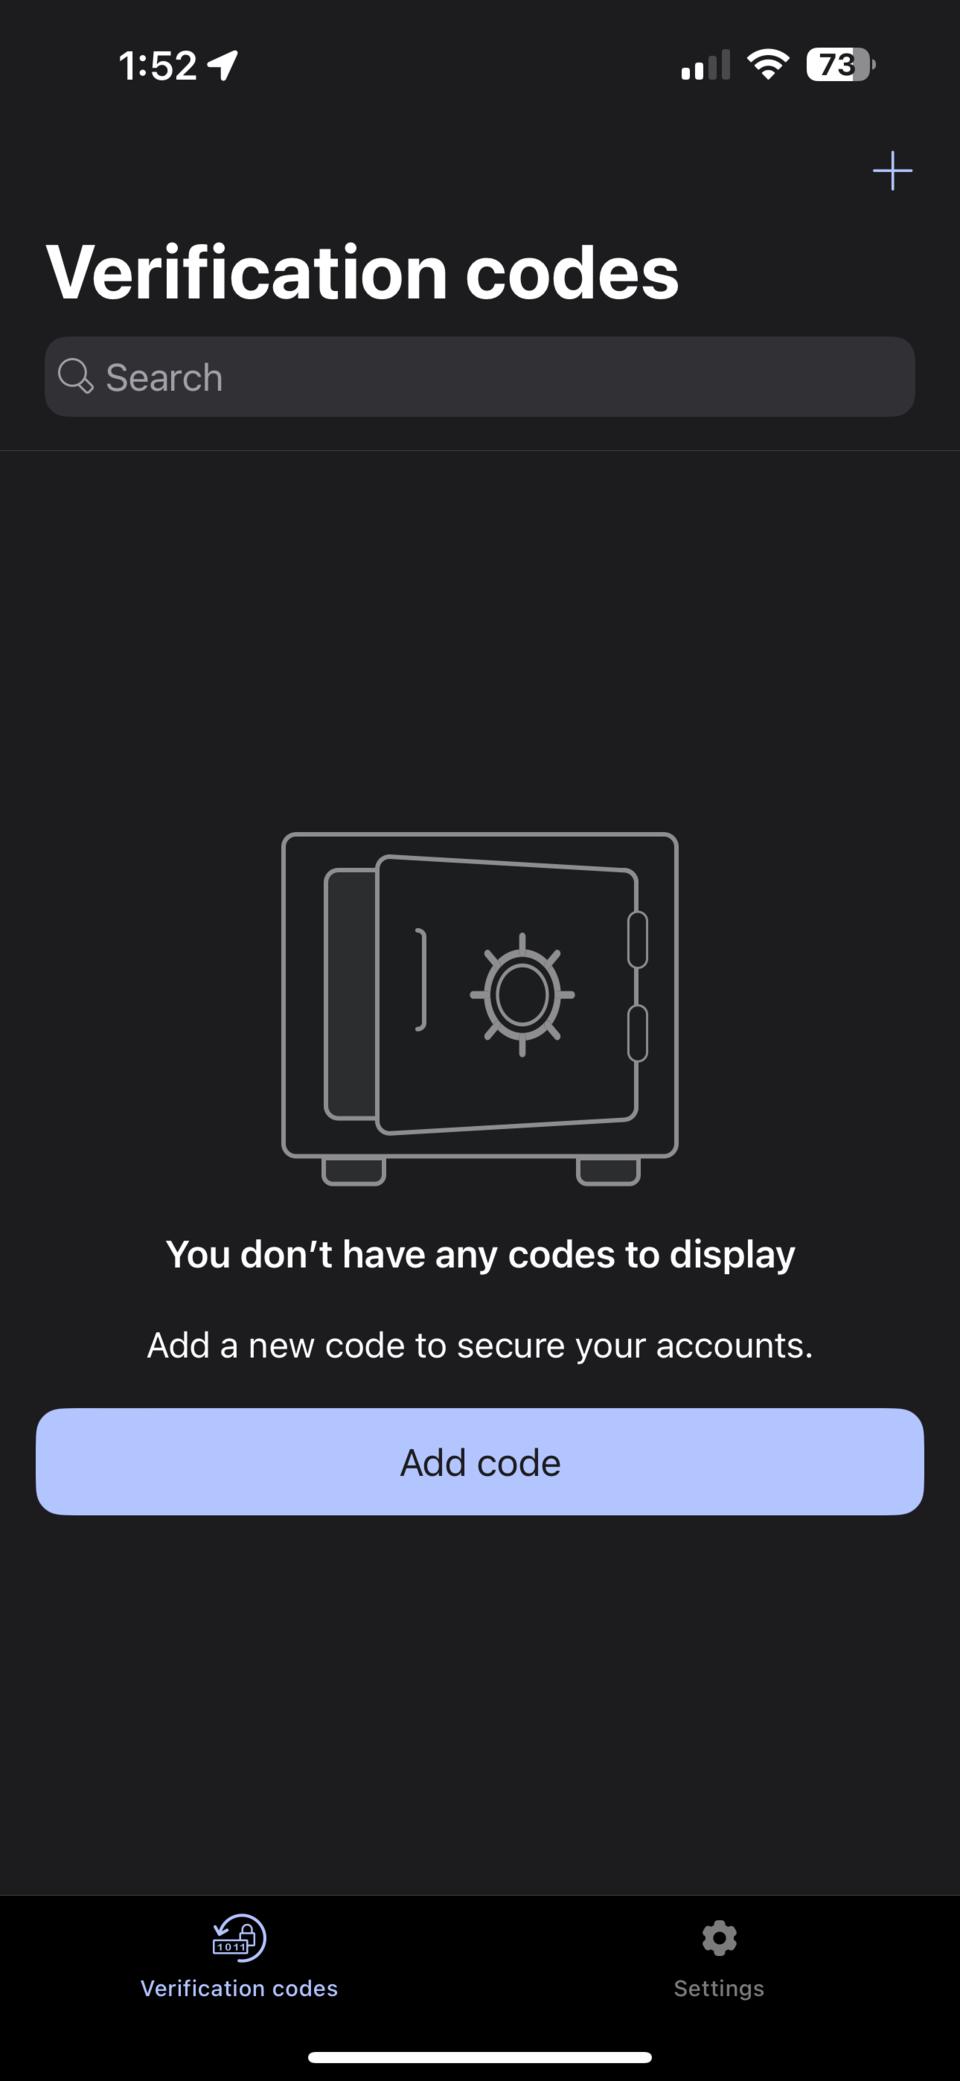 1:52
73
Verification codes
Search
You don’t have any codes to display
Add a new code to secure your accounts.
Add code
1011
Verification codes
Settings